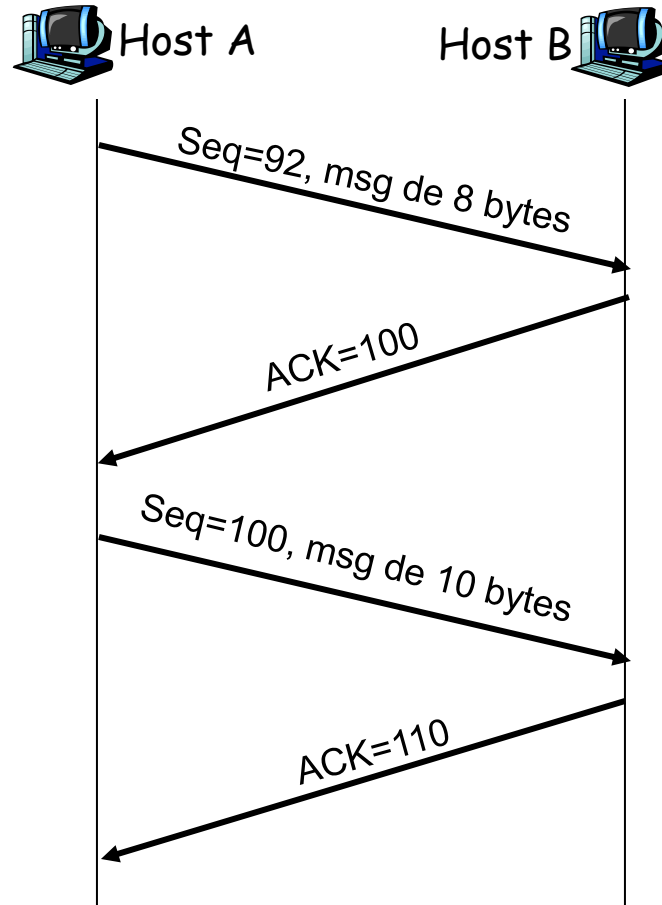 Host A
Host B
Seq=92, msg de 8 bytes
ACK=100
Seq=100, msg de 10 bytes
ACK=110